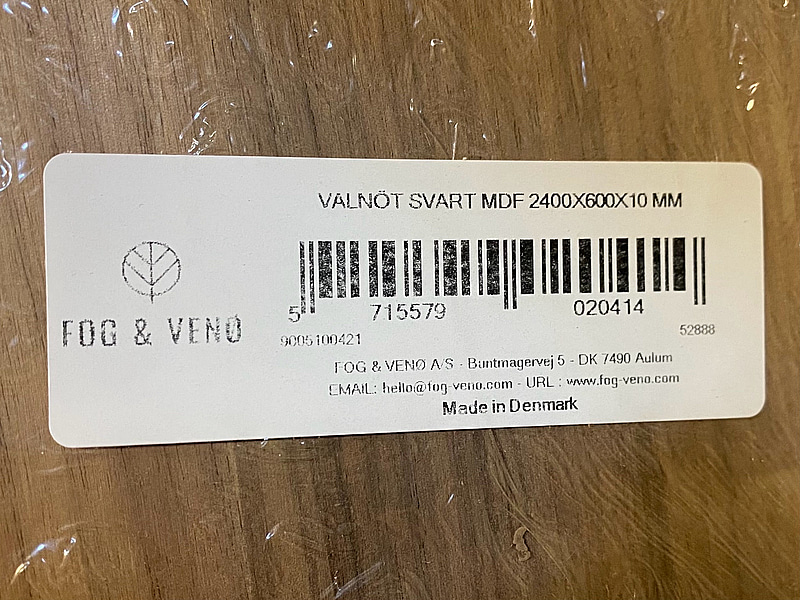 VALNÖT SVART MDF 2400X600X10 MM
FOG & VENØ
5 715579 020414
9005100421
52888
FOG & VENØ A/S - Buntmagervej 5 - DK 7490 Aulum
EMAIL: hello@fog-veno.com - URL : www.fog-veno.com
Made in Denmark